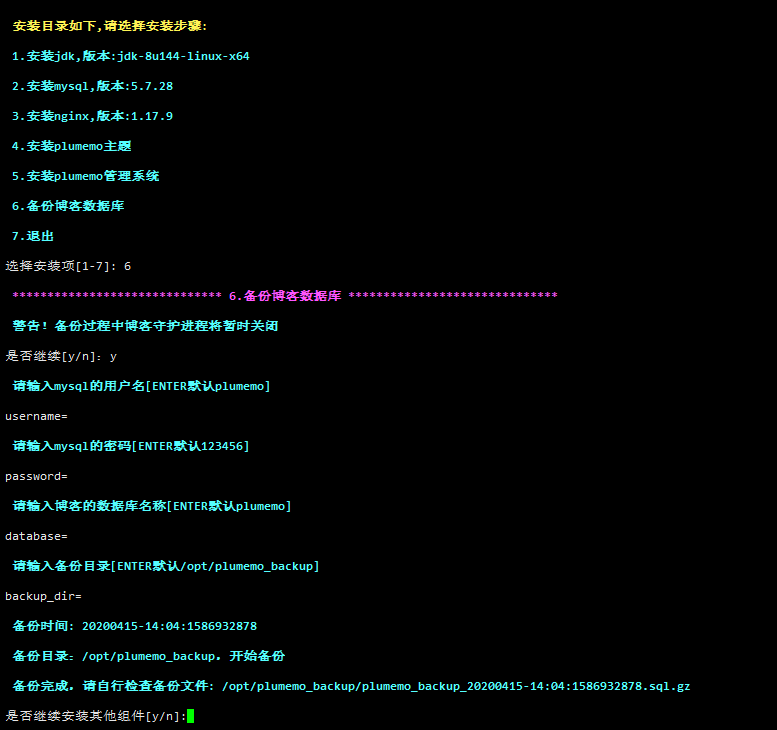 安装目录如下,请选择安装步骤:
1.安装jdk,版本:jdk-8u144-linux-x64
2.安装mysql,版本:5.7.28
3.安装nginx,版本:1.17.9
4.安装plumemo主题
5.安装plumemo管理系统
6.备份博客数据库
7.退出
选择安装项[1-7]: 6
****************************** 6.备份博客数据库 ******************************
警告! 备份过程中博客守护进程将暂时关闭
是否继续[y/n]: y
请输入mysql的用户名[ENTER默认plumemo]
username=
请输入mysql的密码[ENTER默认123456]
password=
请输入博客的数据库名称[ENTER默认plumemo]
database=
请输入备份目录[ENTER默认/opt/plumemo_backup]
backup_dir=
备份时间: 20200415-14:04:1586932878
备份目录: /opt/plumemo_backup. 开始备份
备份完成. 请自行检查备份文件: /opt/plumemo_backup/plumemo_backup_20200415-14:04:1586932878.sql.gz
是否继续安装其他组件[y/n]: